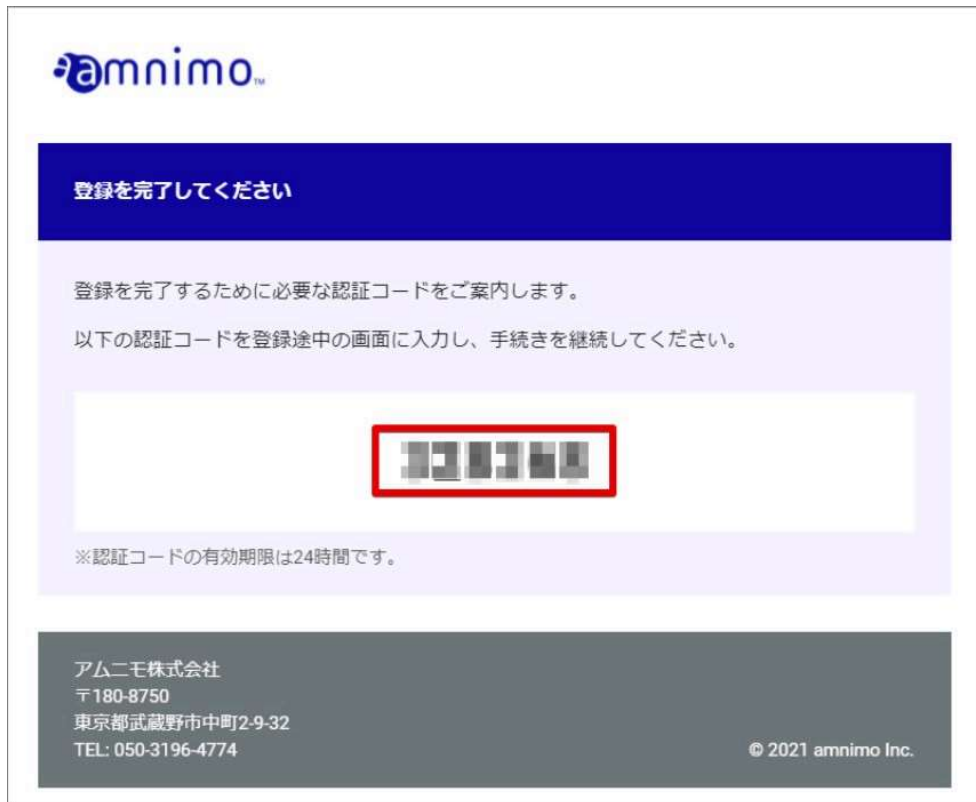 amnimo™
登録を完了してください
登録を完了するために必要な認証コードをご案内します。
以下の認証コードを登録途中の画面に入力し、手続きを継続してください。
※認証コードの有効期限は24時間です。
アムニモ株式会社
〒180-8750
東京都武蔵野市中町2-9-32
TEL: 050-3196-4774
© 2021 amnimo Inc.